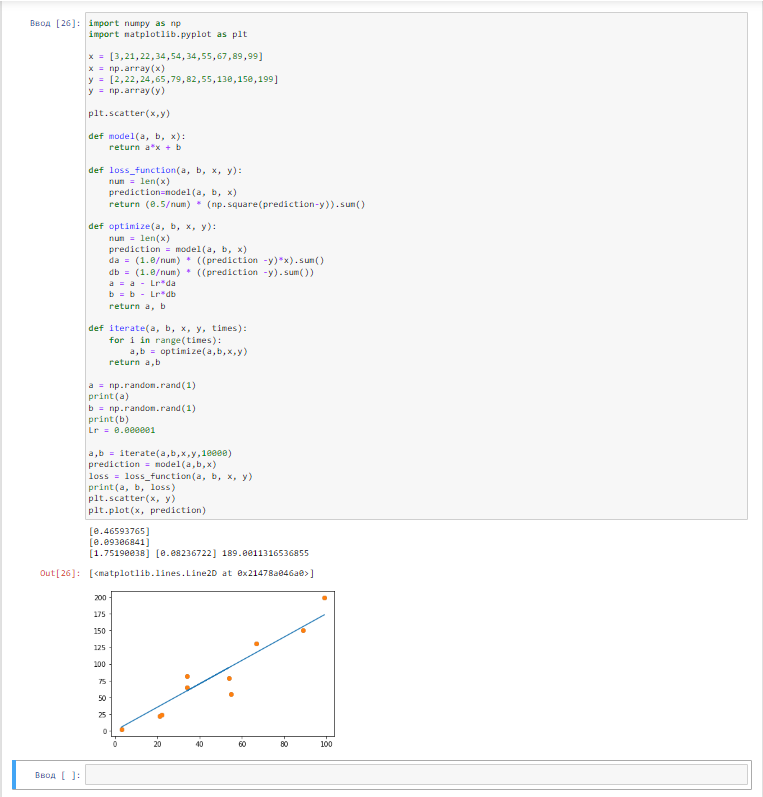 Ввод [26]:
import numpy as np
import matplotlib.pyplot as plt
x = [3,21,22,34,54,34,55,67,89,99]
x = np.array(x)
y = [2,22,24,65,79,82,55,130,150,199]
y = np.array(y)
plt.scatter(x,y)
def model(a, b, x):
    return a*x + b
def loss_function(a, b, x, y):
    num = len(x)
    prediction=model(a, b, x)
    return (0.5/num) * (np.square(prediction-y)).sum()
def optimize(a, b, x, y):
    num = len(x)
    prediction = model(a, b, x)
    da = (1.0/num) * ((prediction -y)*x).sum()
    db = (1.0/num) * ((prediction -y).sum())
    a = a - Lr*da
    b = b - Lr*db
    return a, b
def iterate(a, b, x, y, times):
    for i in range(times):
        a,b = optimize(a,b,x,y)
    return a,b
a = np.random.rand(1)
print(a)
b = np.random.rand(1)
print(b)
Lr = 0.000001
a,b = iterate(a,b,x,y,10000)
prediction = model(a,b,x)
loss = loss_function(a, b, x, y)
print(a, b, loss)
plt.scatter(x, y)
plt.plot(x, prediction)
[0.46593765]
[0.09306841]
[1.75190038] [0.08236722] 189.0011316536855
Out[26]: [<matplotlib.lines.Line2D at 0x21478a046a0>]
200
175
150
125
100
75
50
25
0
0 20 40 60 80 100
Ввод [ ]: